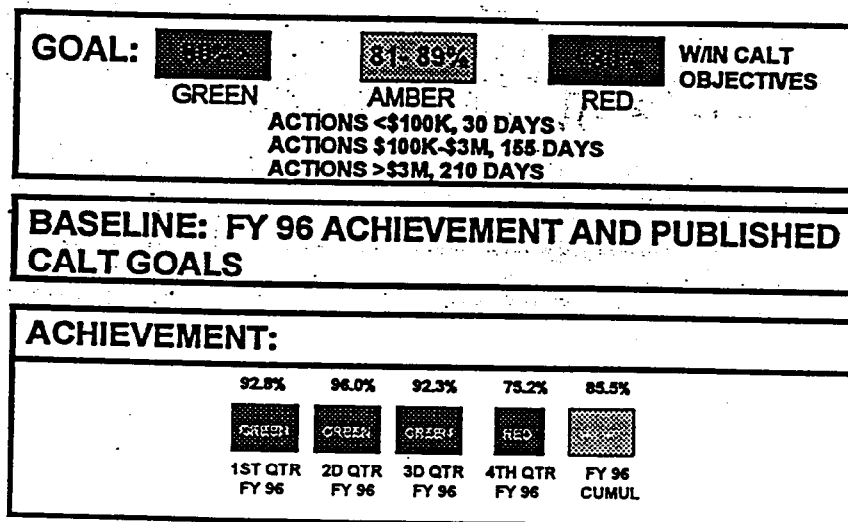 GOAL:
81-89%
W/IN CALT
OBJECTIVES
GREEN AMBER RED
ACTIONS <$100K, 30 DAYS
ACTIONS $100K-$3M, 155 DAYS
ACTIONS >$3M, 210 DAYS
BASELINE: FY 96 ACHIEVEMENT AND PUBLISHED
CALT GOALS
ACHIEVEMENT:
92.8% 96.0% 92.3% 75.2% 85.5%
GREEN GREEN GREEN RED
1ST QTR 2D QTR 3D QTR 4TH QTR FY 96
FY 96 FY 96 FY 96 FY 96 CUMUL